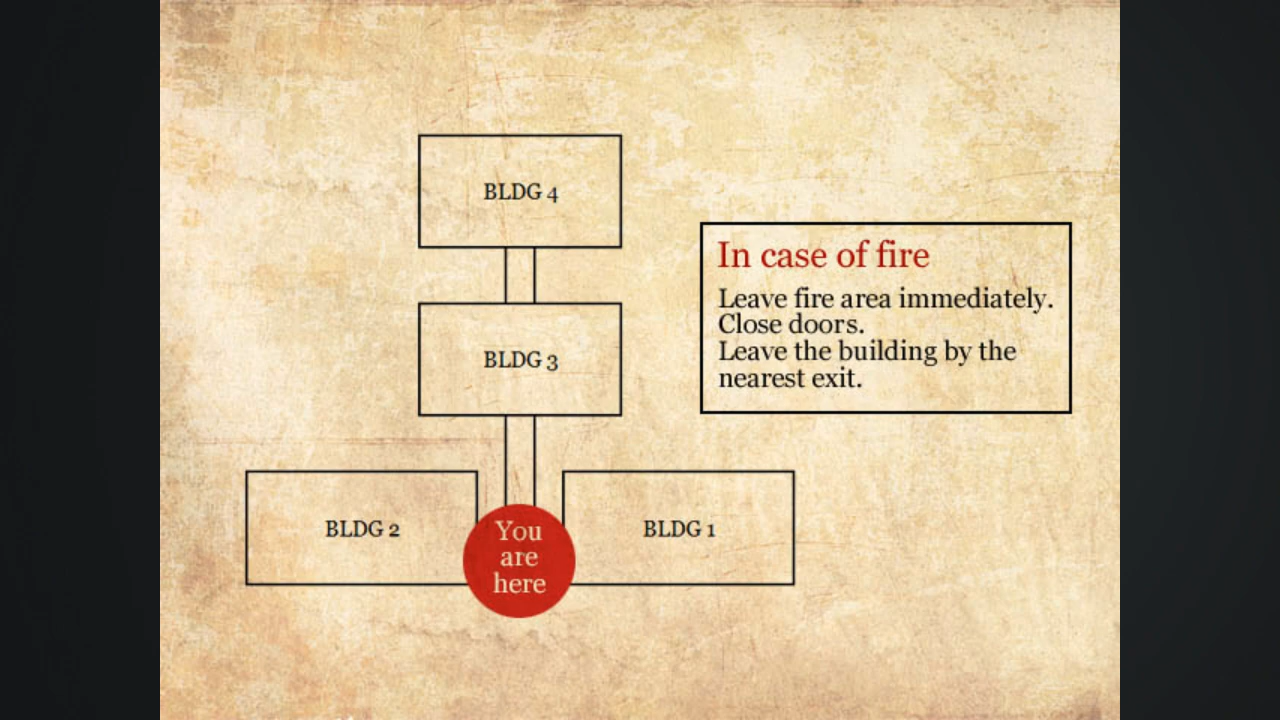 BLDG 4
In case of fire
Leave fire area immediately.
Close doors.
Leave the building by the
nearest exit.
BLDG 3
BLDG 2
You
are
here
BLDG 1